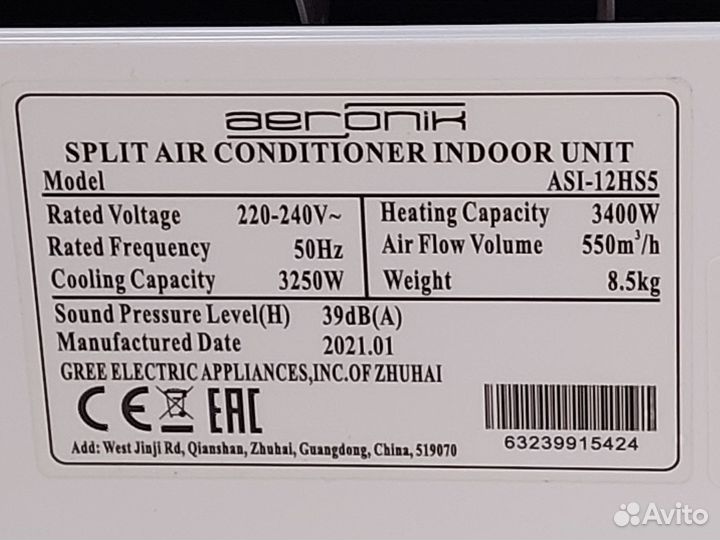 aeronik
SPLIT AIR CONDITIONER INDOOR UNIT
Model ASI-12HS5
Rated Voltage 220-240V~
Rated Frequency 50Hz
Cooling Capacity 3250W
Heating Capacity 3400W
Air Flow Volume 550m³/h
Weight 8.5kg
Sound Pressure Level(H) 39dB(A)
Manufactured Date 2021.01
GREE ELECTRIC APPLIANCES,INC.OF ZHUHAI
CE EAC
63239915424
Add: West Jinji Rd, Qianshan, Zhuhai, Guangdong, China, 519070
Avito